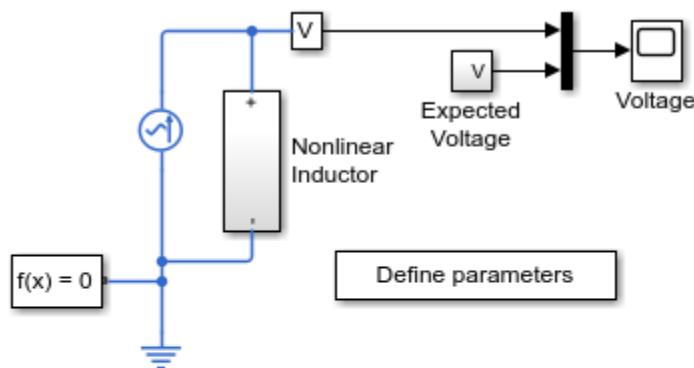 V
V
Expected
Voltage
Voltage
+
Nonlinear
Inductor
-
f(x) = 0
Define parameters